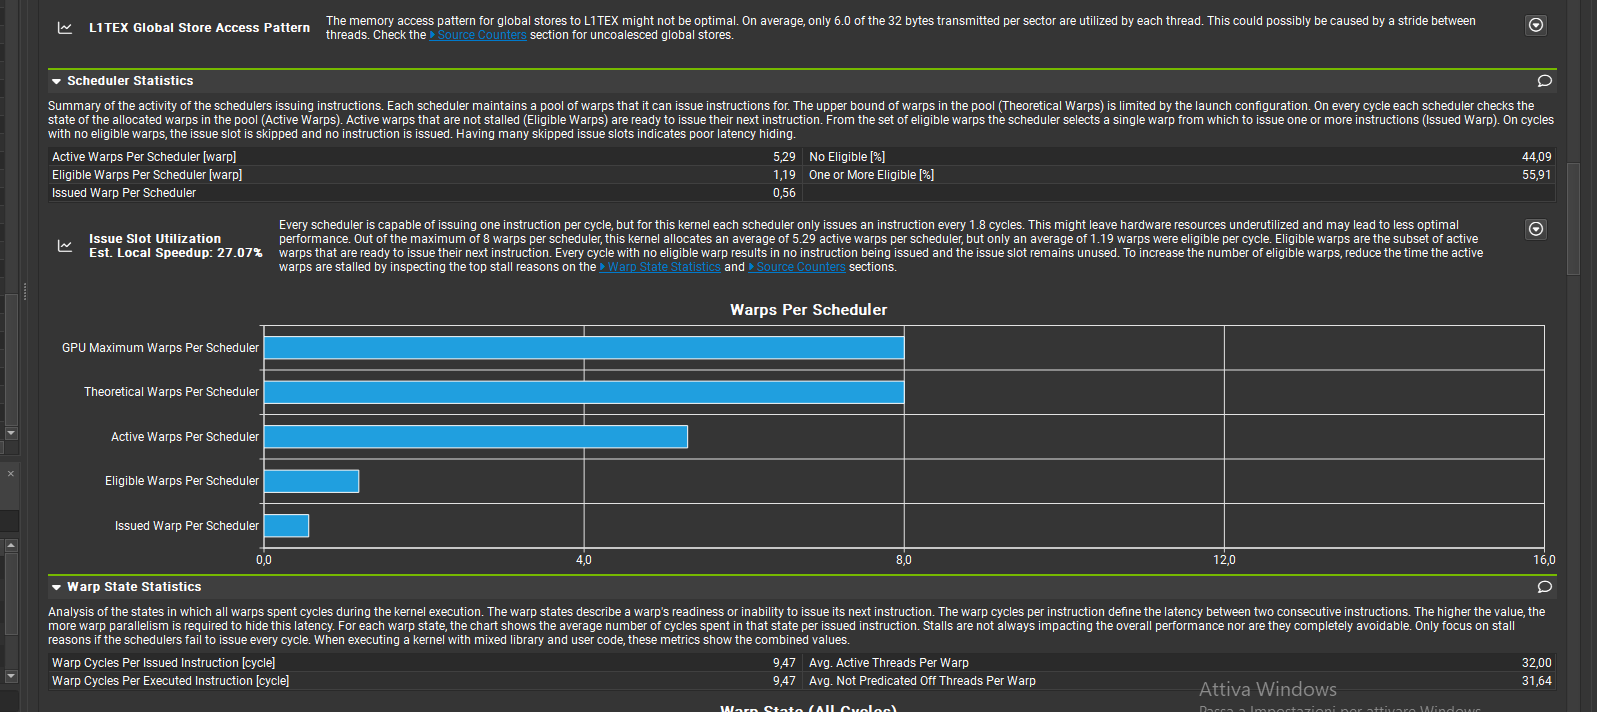 L1TEX Global Store Access Pattern
The memory access pattern for global stores to L1TEX might not be optimal. On average, only 6.0 of the 32 bytes transmitted per sector are utilized by each thread. This could possibly be caused by a stride between
threads. Check the Source Counters section for uncoalesced global stores.
Scheduler Statistics
Summary of the activity of the schedulers issuing instructions. Each scheduler maintains a pool of warps that it can issue instructions for. The upper bound of warps in the pool (Theoretical Warps) is limited by the launch configuration. On every cycle each scheduler checks the
state of the allocated warps in the pool (Active Warps). Active warps that are not stalled (Eligible Warps) are ready to issue their next instruction. From the set of eligible warps the scheduler selects a single warp from which to issue one or more instructions (Issued Warp). On cycles
with no eligible warps, the issue slot is skipped and no instruction is issued. Having many skipped issue slots indicates poor latency hiding.
Active Warps Per Scheduler [warp] 5,29 No Eligible [%] 44,09
Eligible Warps Per Scheduler [warp] 1,19 One or More Eligible [%] 55,91
Issued Warp Per Scheduler 0,56
Issue Slot Utilization
Est. Local Speedup: 27.07%
Every scheduler is capable of issuing one instruction per cycle, but for this kernel each scheduler only issues an instruction every 1.8 cycles. This might leave hardware resources underutilized and may lead to less optimal
performance. Out of the maximum of 8 warps per scheduler, this kernel allocates an average of 5.29 active warps per scheduler, but only an average of 1.19 warps were eligible per cycle. Eligible warps are the subset of active
warps that are ready to issue their next instruction. Every cycle with no eligible warp results in no instruction being issued and the issue slot remains unused. To increase the number of eligible warps, reduce the time the active
warps are stalled by inspecting the top stall reasons on the Warp State Statistics and Source Counters sections.
Warps Per Scheduler
GPU Maximum Warps Per Scheduler
Theoretical Warps Per Scheduler
Active Warps Per Scheduler
Eligible Warps Per Scheduler
Issued Warp Per Scheduler
0,0 4,0 8,0 12,0 16,0
Warp State Statistics
Analysis of the states in which all warps spent cycles during the kernel execution. The warp states describe a warp's readiness or inability to issue its next instruction. The warp cycles per instruction define the latency between two consecutive instructions. The higher the value, the
more warp parallelism is required to hide this latency. For each warp state, the chart shows the average number of cycles spent in that state per issued instruction. Stalls are not always impacting the overall performance nor are they completely avoidable. Only focus on stall
reasons if the schedulers fail to issue every cycle. When executing a kernel with mixed library and user code, these metrics show the combined values.
Warp Cycles Per Issued Instruction [cycle] 9,47 Avg. Active Threads Per Warp 32,00
Warp Cycles Per Executed Instruction [cycle] 9,47 Avg. Not Predicated Off Threads Per Warp 31,64
Attiva Windows
Warp State (All Cycles)
Passa a Impostazioni per attivare Windows.